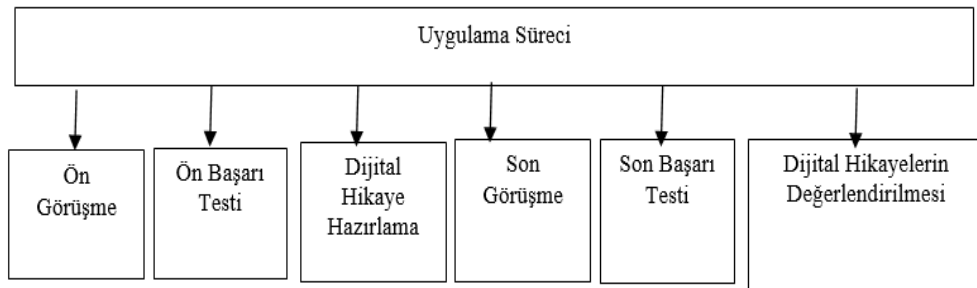 Uygulama Süreci
Ön
Görüşme
Ön Başarı
Testi
Dijital
Hikaye
Hazırlama
Son
Görüşme
Son Başarı
Testi
Dijital Hikayelerin
Değerlendirilmesi